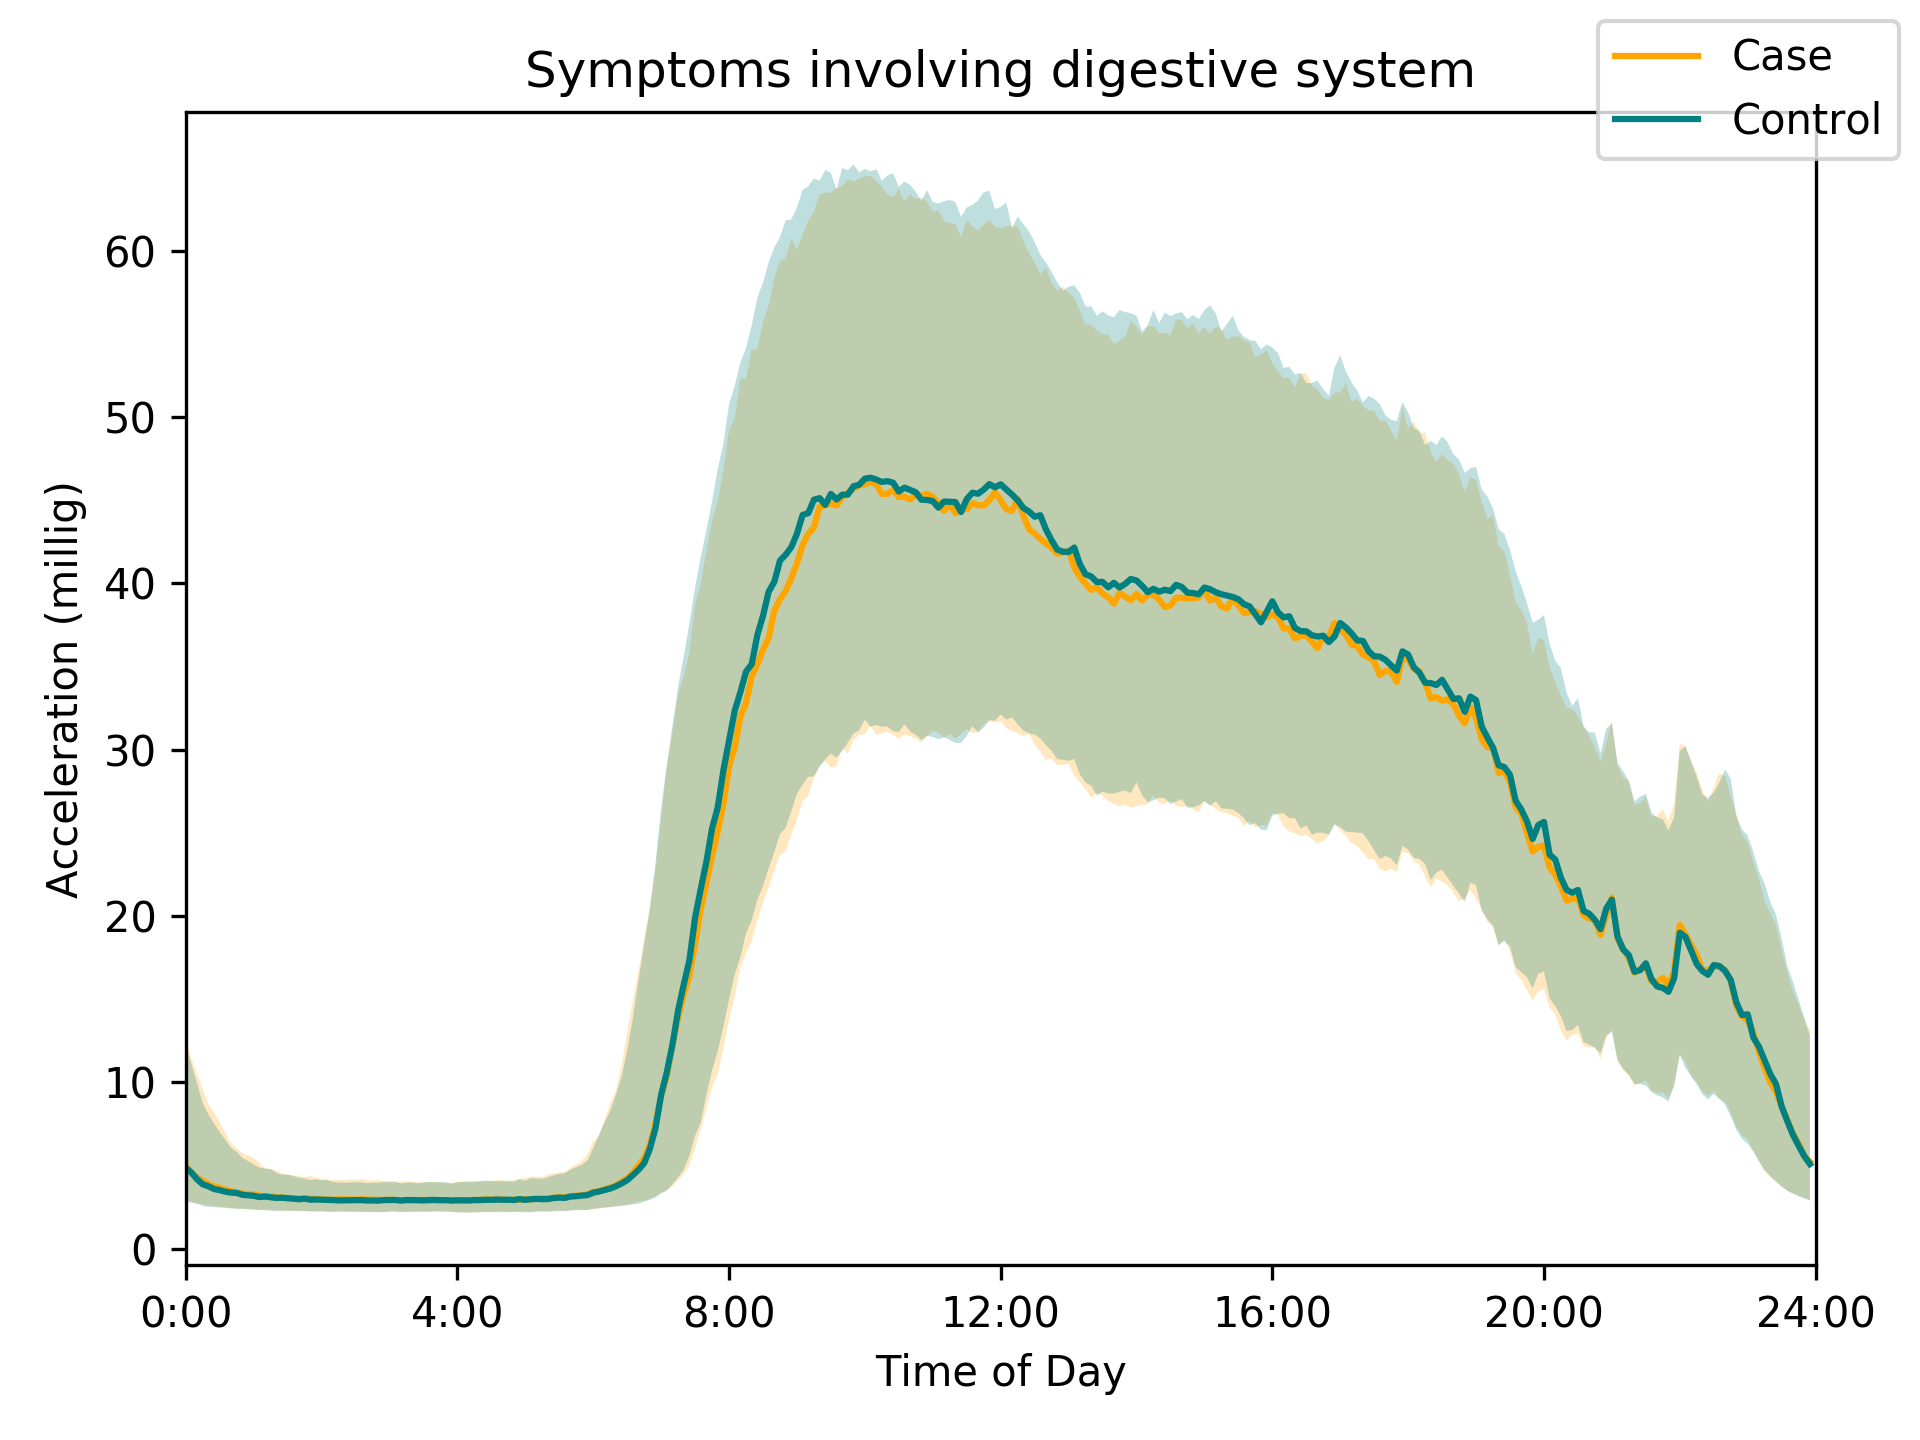 Symptoms involving digestive system
Case
Control
60
50
40
30
20
10
0
Acceleration (millig)
0:00 4:00 8:00 12:00 16:00 20:00 24:00
Time of Day